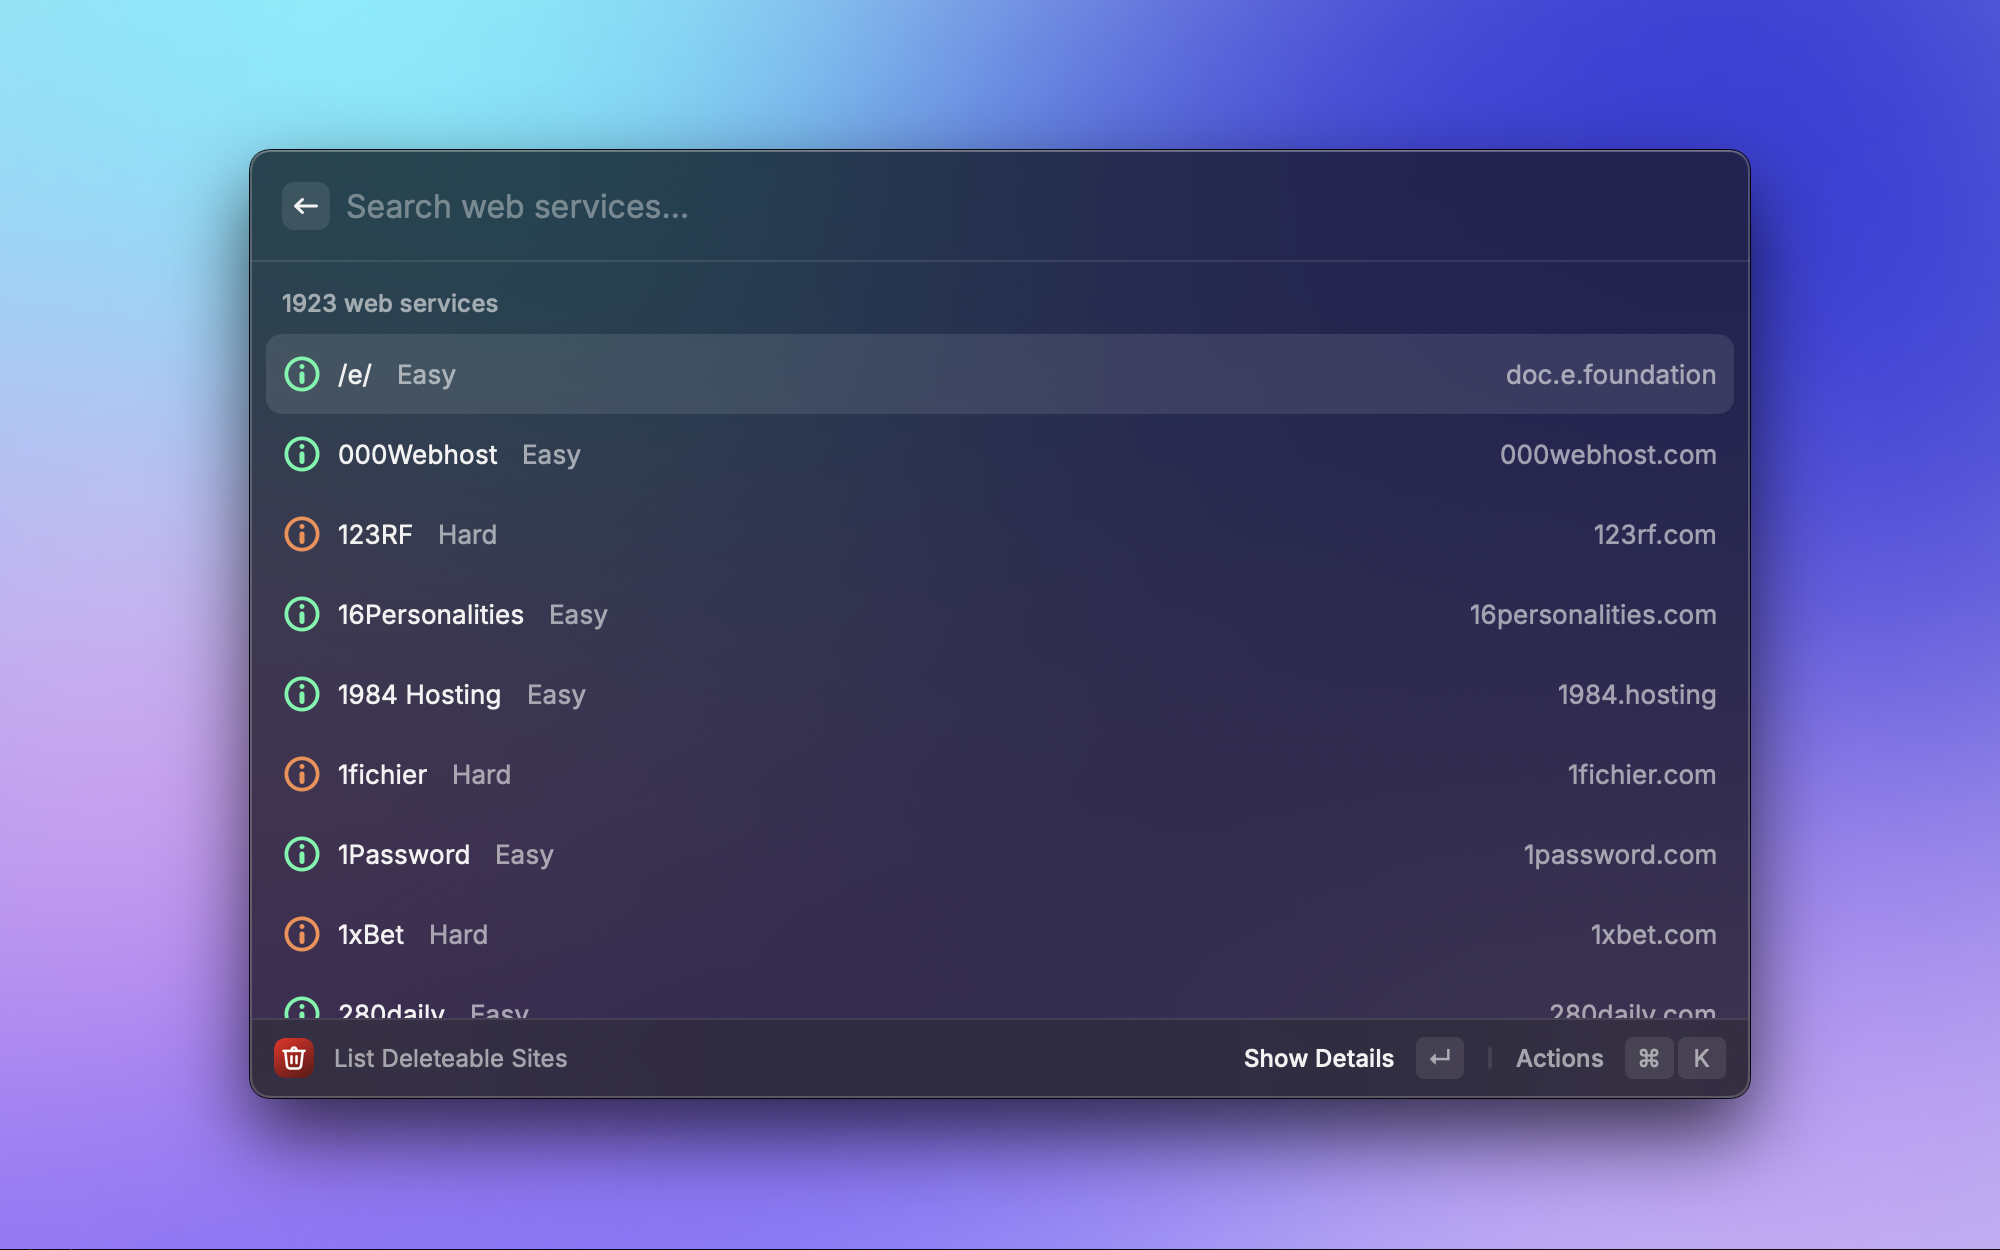 Search web services...
1923 web services
/e/ Easy doc.e.foundation
000Webhost Easy 000webhost.com
123RF Hard 123rf.com
16Personalities Easy 16personalities.com
1984 Hosting Easy 1984.hosting
1fichier Hard 1fichier.com
1Password Easy 1password.com
1xBet Hard 1xbet.com
280daily Easy 280daily.com
List Deleteable Sites Show Details Actions ⌘ K